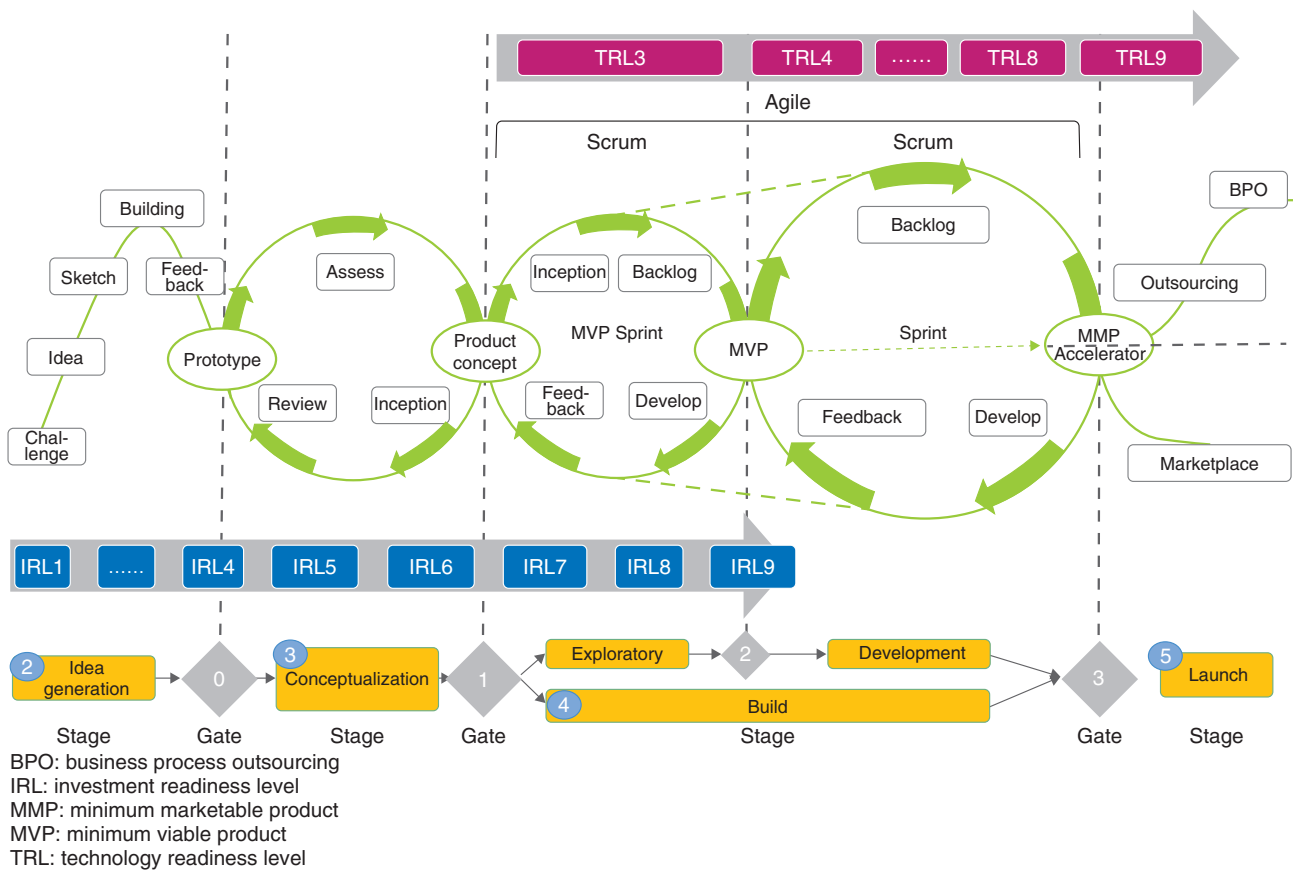 TRL3
TRL4
......
TRL8
TRL9
Agile
Scrum
Scrum
BPO
Building
Backlog
Sketch
Feed-
back
Assess
Inception
Backlog
Outsourcing
Idea
Prototype
Product
concept
MVP Sprint
MVP
Sprint
MMP
Accelerator
Review
Inception
Feed-
back
Develop
Feedback
Develop
Chal-
lenge
Marketplace
IRL1
......
IRL4
IRL5
IRL6
IRL7
IRL8
IRL9
2
Idea
generation
0
3
Conceptualization
1
Exploratory
2
Development
4
Build
3
5
Launch
Stage
Gate
Stage
Gate
Stage
Gate
Stage
BPO: business process outsourcing
IRL: investment readiness level
MMP: minimum marketable product
MVP: minimum viable product
TRL: technology readiness level